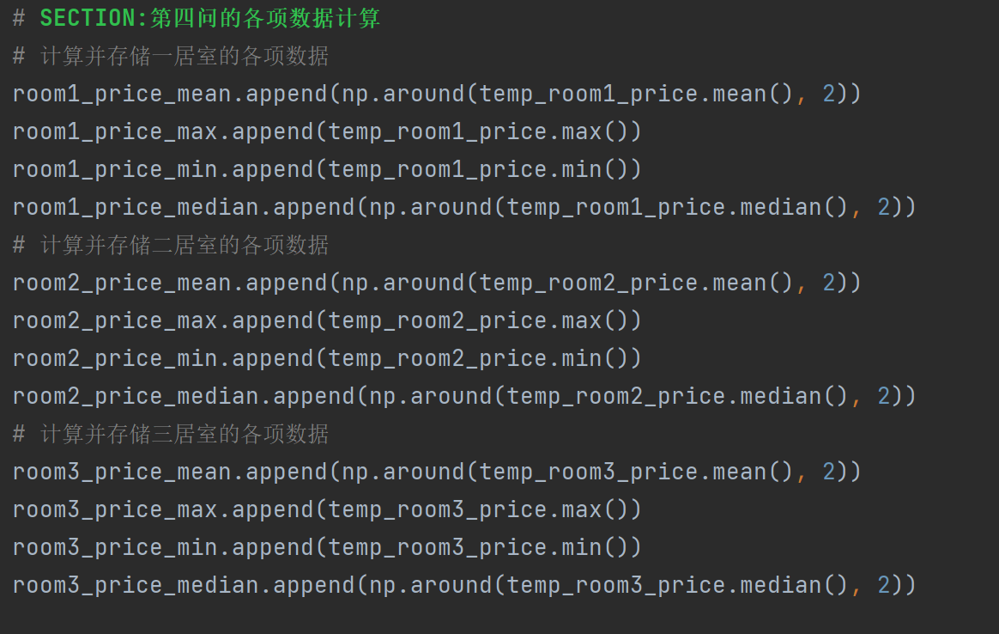 # SECTION:第四问的各项数据计算
# 计算并存储一居室的各项数据
room1_price_mean.append(np.around(temp_room1_price.mean(), 2))
room1_price_max.append(temp_room1_price.max())
room1_price_min.append(temp_room1_price.min())
room1_price_median.append(np.around(temp_room1_price.median(), 2))
# 计算并存储二居室的各项数据
room2_price_mean.append(np.around(temp_room2_price.mean(), 2))
room2_price_max.append(temp_room2_price.max())
room2_price_min.append(temp_room2_price.min())
room2_price_median.append(np.around(temp_room2_price.median(), 2))
# 计算并存储三居室的各项数据
room3_price_mean.append(np.around(temp_room3_price.mean(), 2))
room3_price_max.append(temp_room3_price.max())
room3_price_min.append(temp_room3_price.min())
room3_price_median.append(np.around(temp_room3_price.median(), 2))